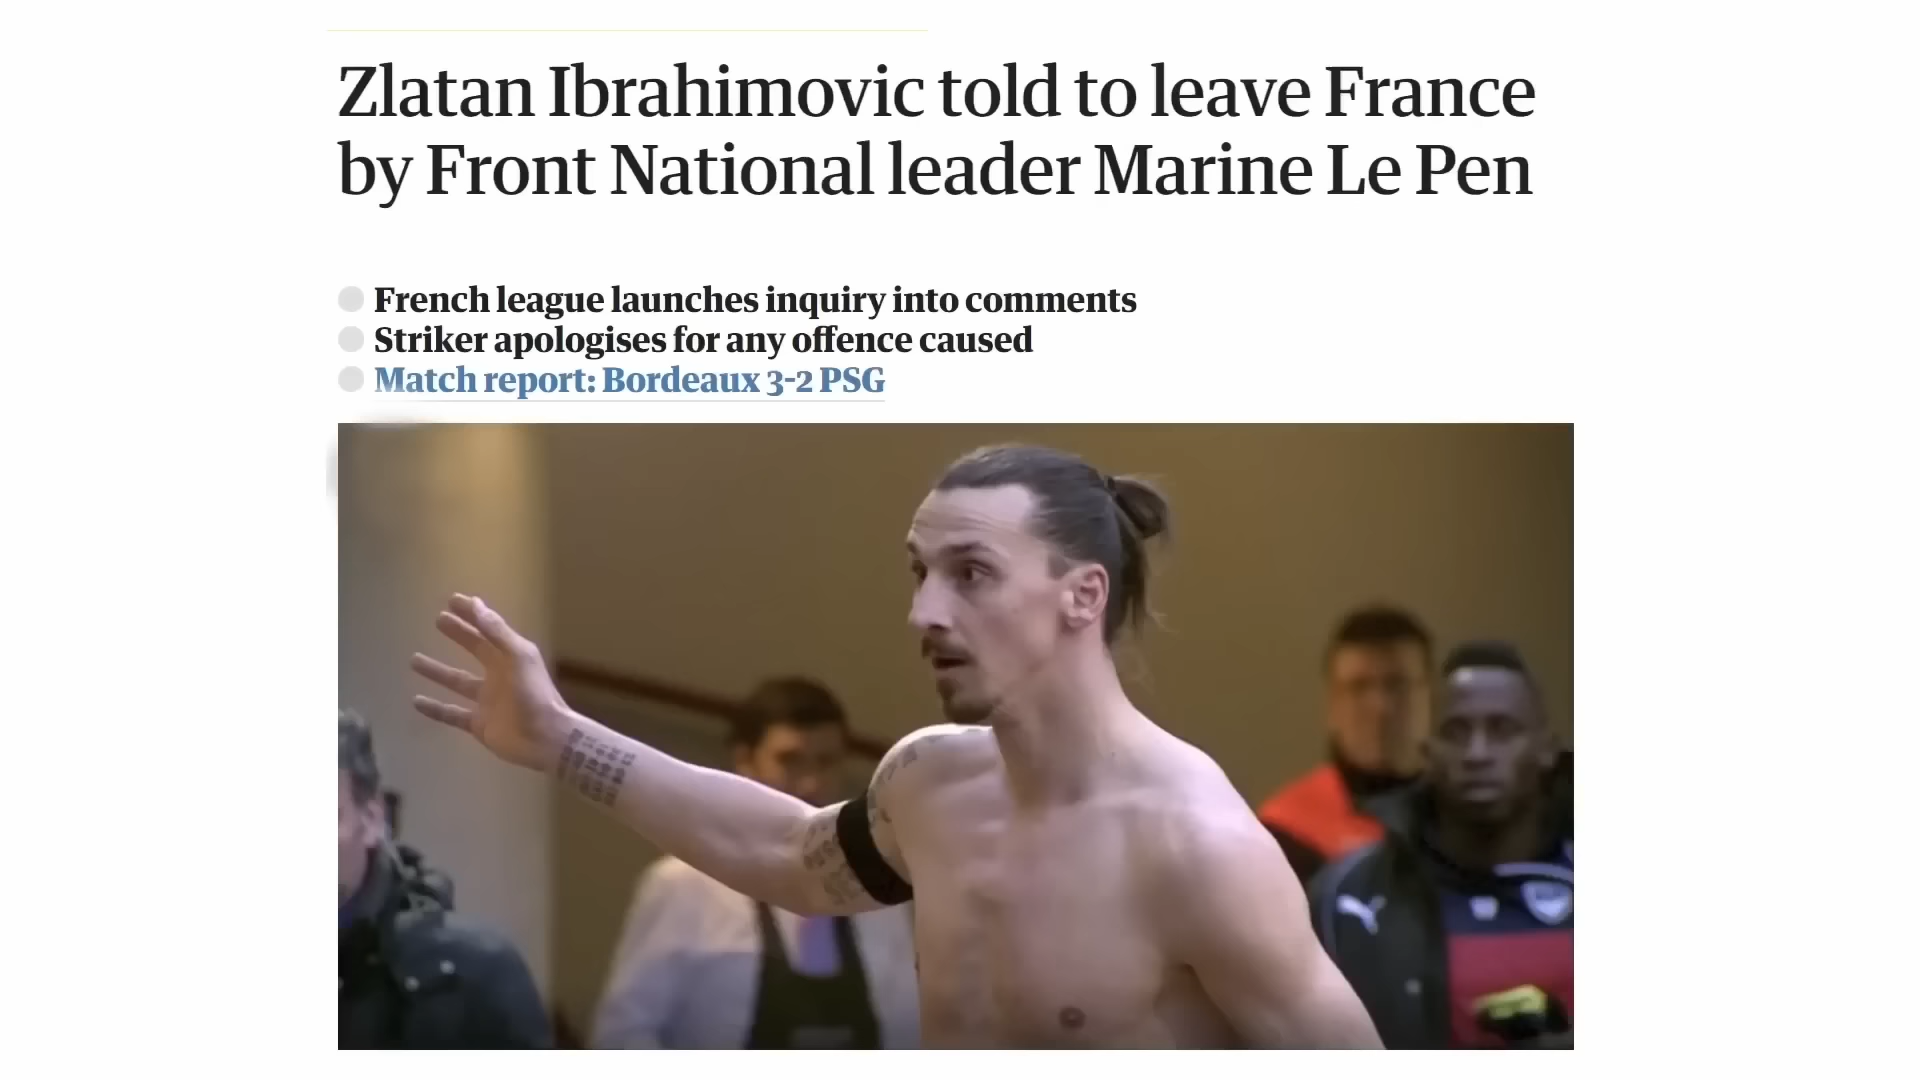 Zlatan Ibrahimovic told to leave France
by Front National leader Marine Le Pen
French league launches inquiry into comments
Striker apologises for any offence caused
Match report: Bordeaux 3-2 PSG